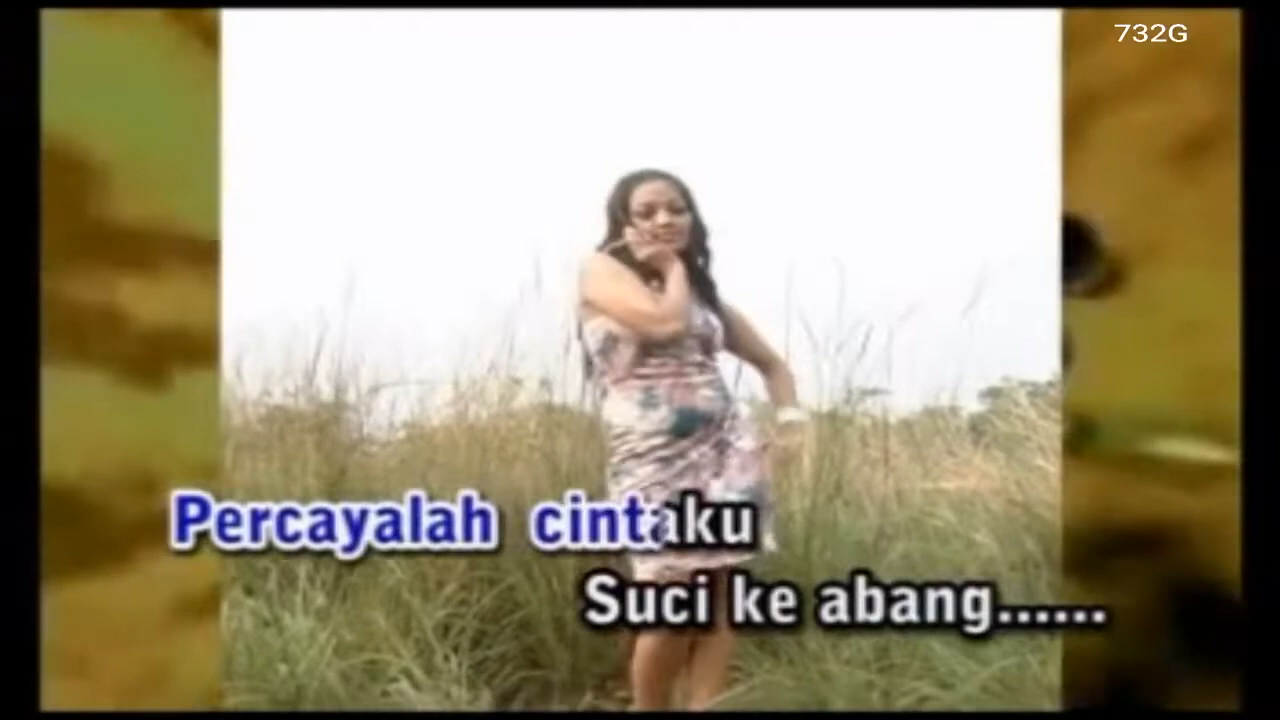 732G
Percayalah cintaku
Suci ke abang......